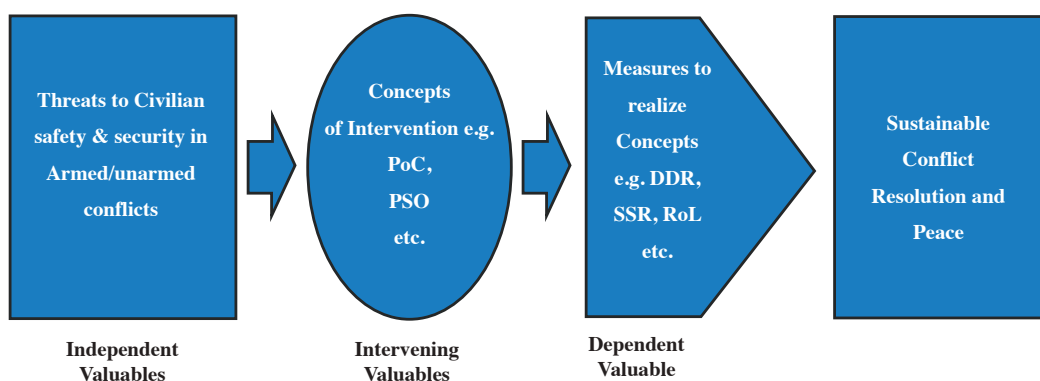 Threats to Civilian
safety & security in
Armed/unarmed
conflicts
Concepts
of Intervention e.g.
PoC,
PSO
etc.
Measures to
realize
Concepts
e.g. DDR,
SSR, RoL
etc.
Sustainable
Conflict
Resolution and
Peace
Independent
Valuables
Intervening
Valuables
Dependent
Valuable